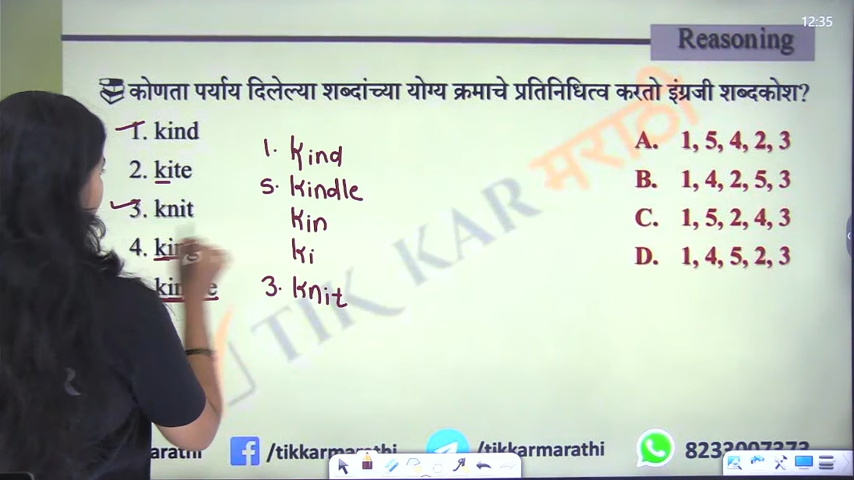 12:35
Reasoning
कोणता पर्याय दिलेल्या शब्दांच्या योग्य क्रमाचे प्रतिनिधित्व करतो इंग्रजी शब्दकोश?
1. kind
2. kite
3. knit
4. kin
1. kind
5. kindle
kin
ki
3. knit
A. 1, 5, 4, 2, 3
B. 1, 4, 2, 5, 3
C. 1, 5, 2, 4, 3
D. 1, 4, 5, 2, 3
TIK KAR मराठी
/tikkarmarathi
/tikkarmarathi